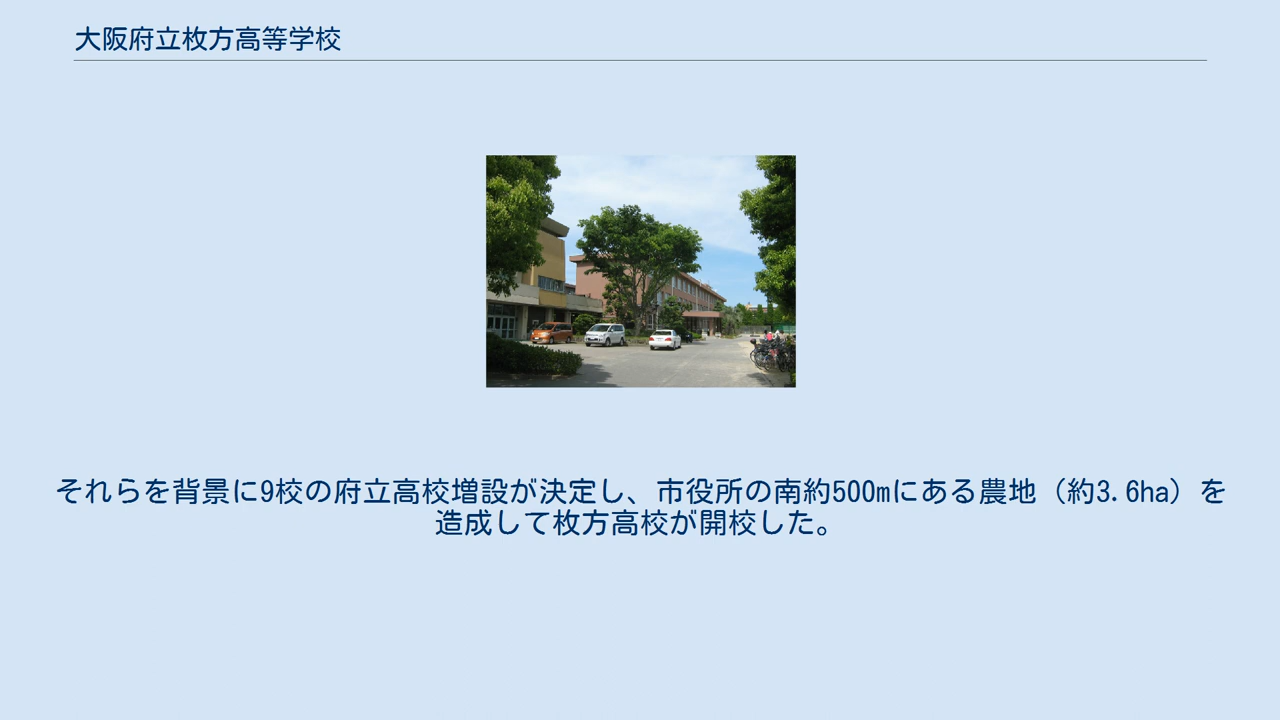 大阪府立枚方高等学校
それらを背景に9校の府立高校増設が決定し、市役所の南約500mにある農地（約3.6ha）を
造成して枚方高校が開校した。